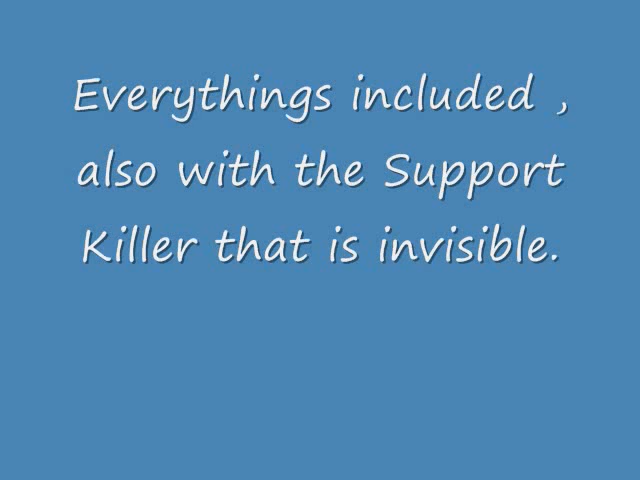 Everythings included ,
also with the Support
Killer that is invisible.